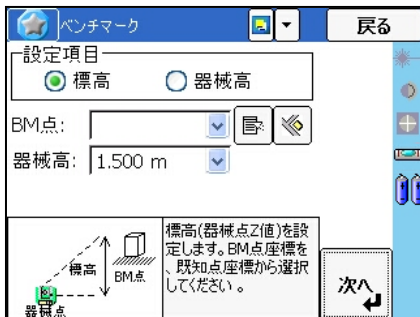 ベンチマーク
戻る
設定項目
標高 器械高
BM点:
器械高: 1.500 m
標高(器械点Z値)を設
定します。BM点座標を
、既知点座標から選択
してください。
標高
BM点
器械点
次へ